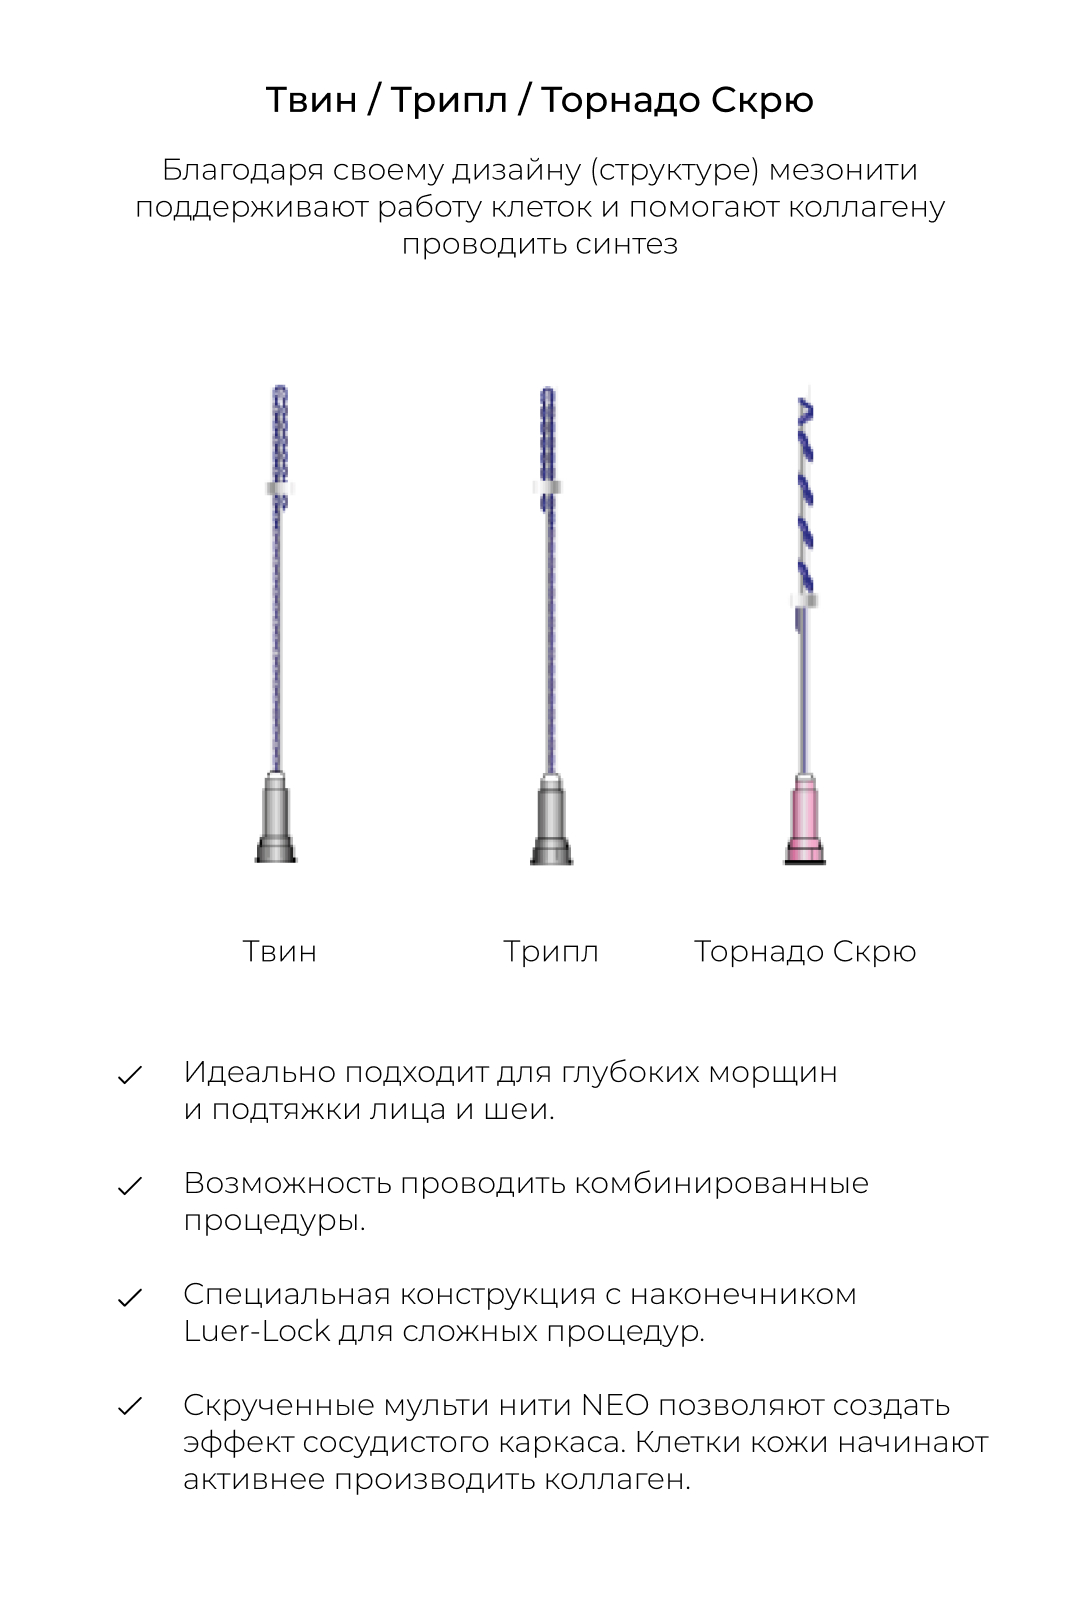 Твин / Трипл / Торнадо Скрю
Благодаря своему дизайну (структуре) мезонити
поддерживают работу клеток и помогают коллагену
проводить синтез
Твин
Трипл
Торнадо Скрю
Идеально подходит для глубоких морщин
и подтяжки лица и шеи.
Возможность проводить комбинированные
процедуры.
Специальная конструкция с наконечником
Luer-Lock для сложных процедур.
Скрученные мульти нити NEO позволяют создать
эффект сосудистого каркаса. Клетки кожи начинают
активнее производить коллаген.